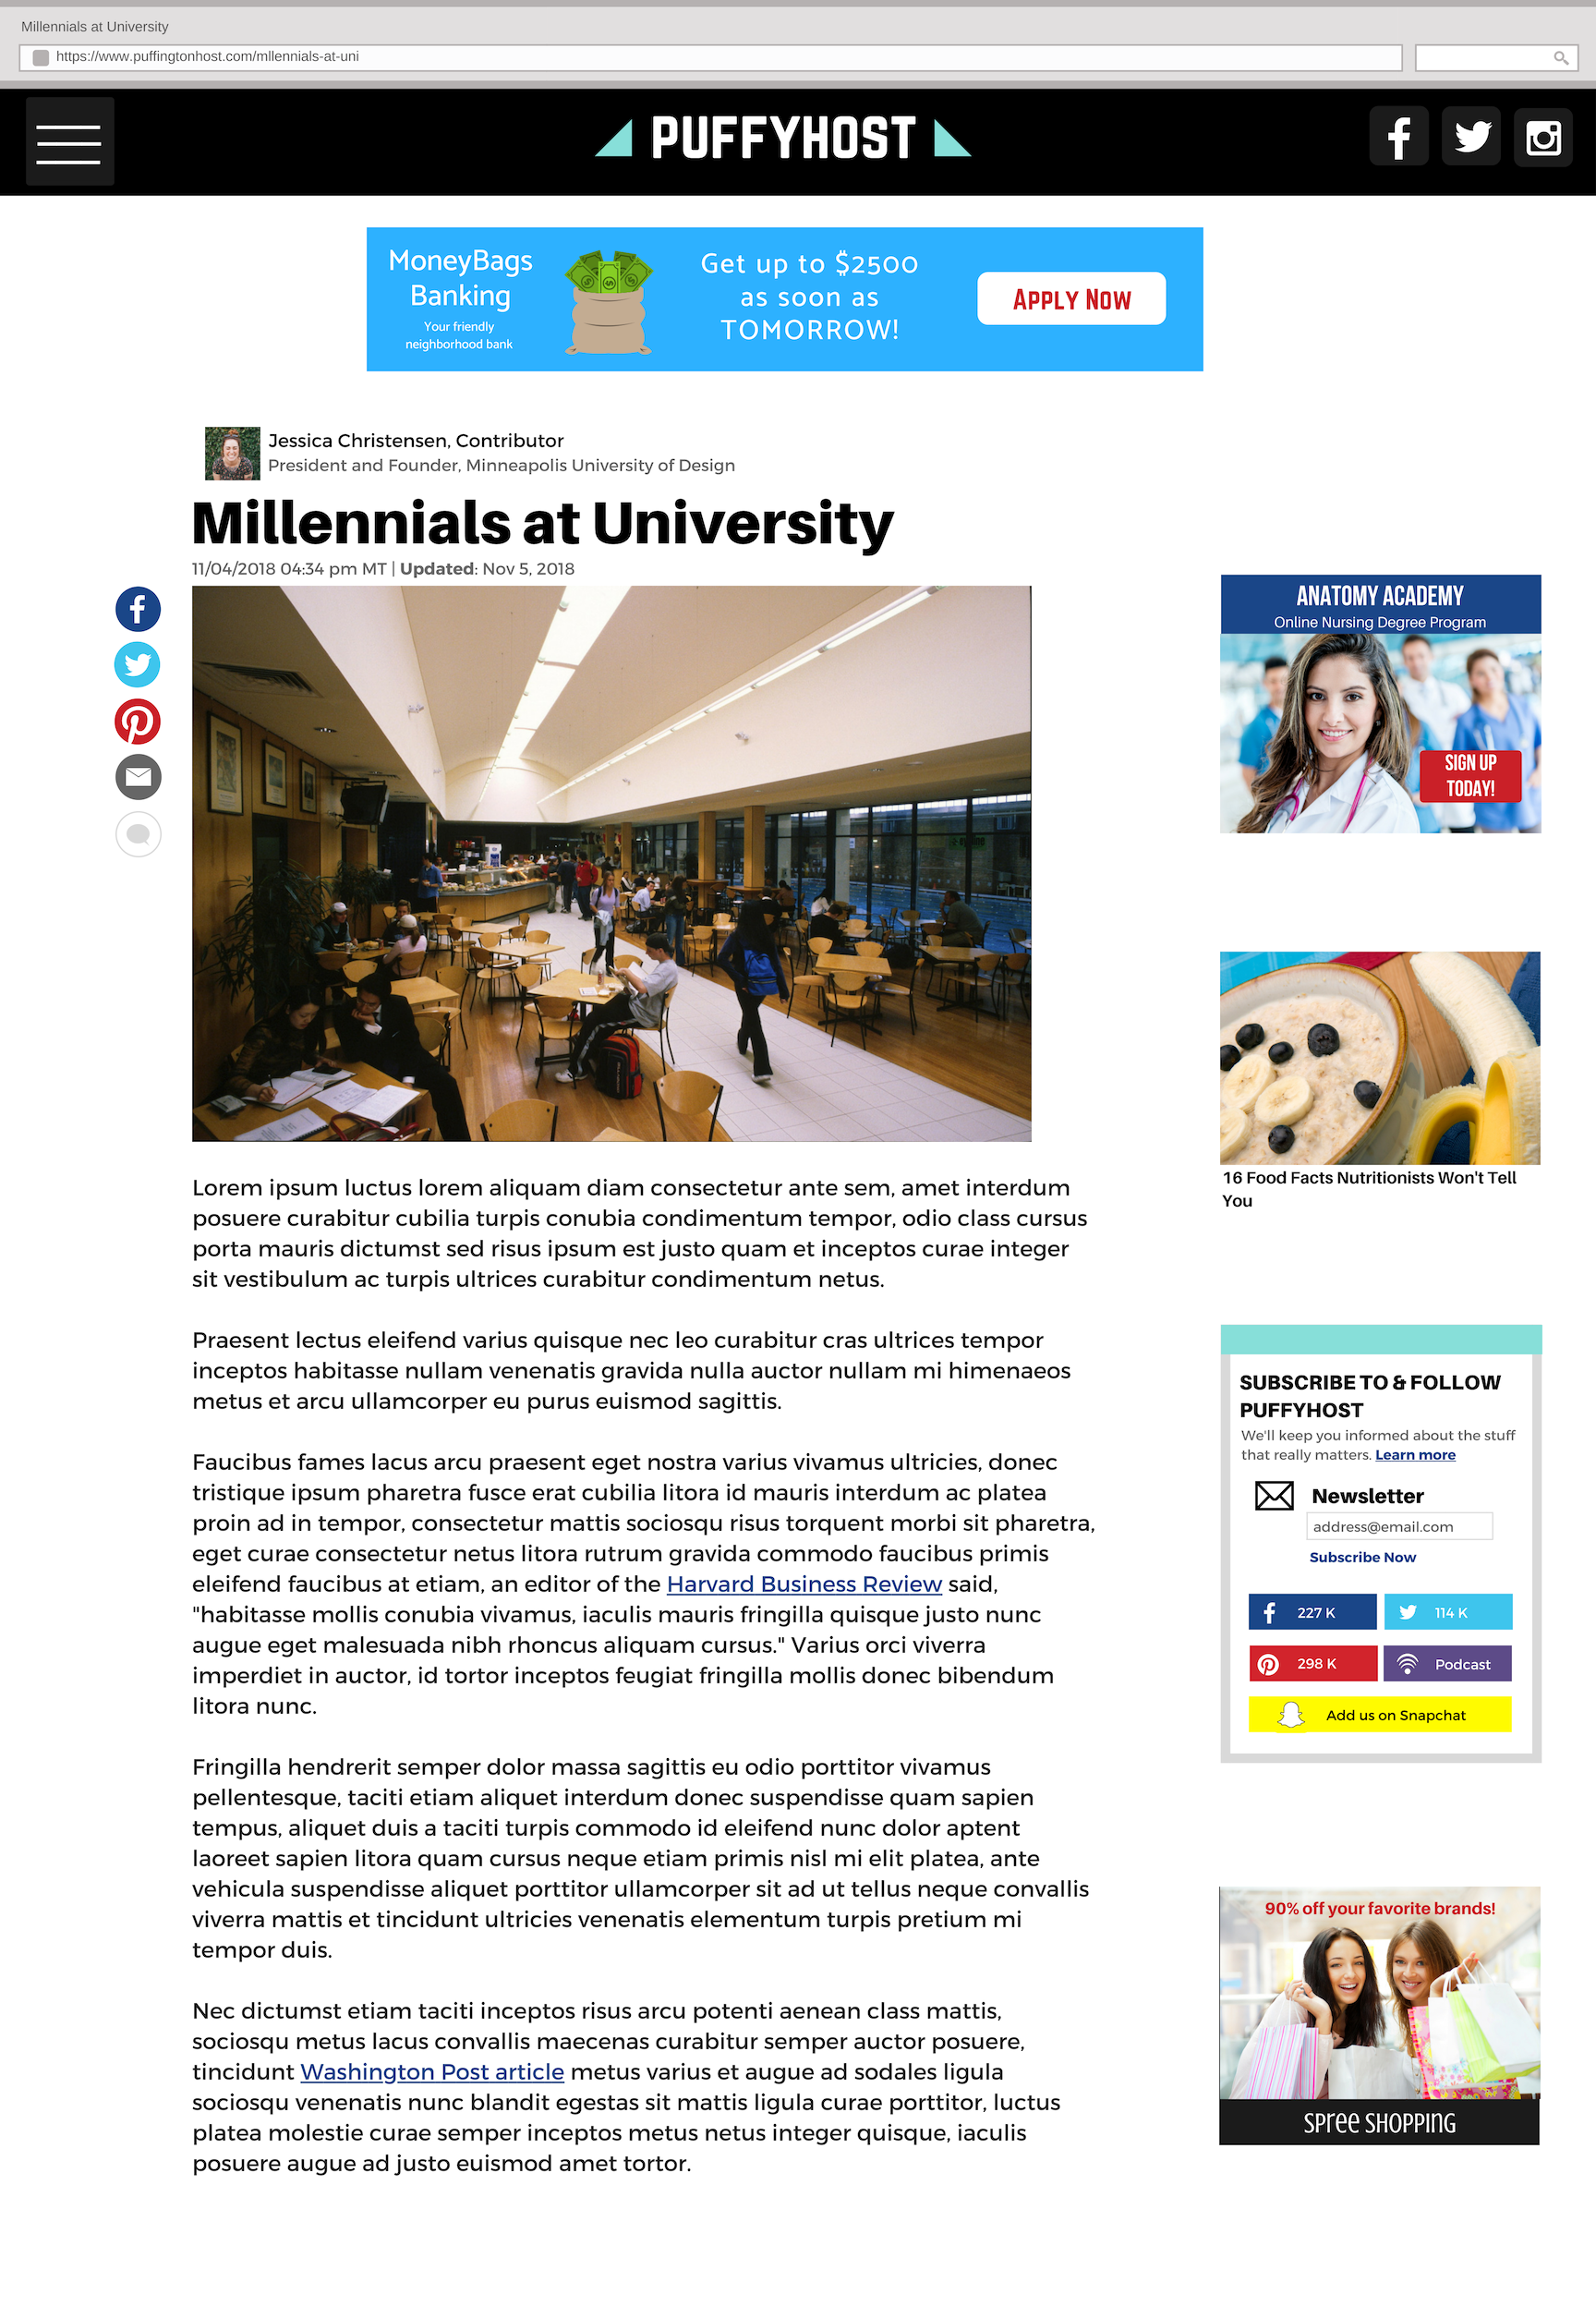 Millennials at University
https://www.puffingtonhost.com/mllennials-at-uni
PUFFYHOST
MoneyBags
Banking
Your friendly
neighborhood bank
Get up to $2500
as soon as
TOMORROW!
APPLY NOW
Jessica Christensen, Contributor
President and Founder, Minneapolis University of Design
Millennials at University
11/04/2018 04:34 pm MT | Updated: Nov 5, 2018
Lorem ipsum luctus lorem aliquam diam consectetur ante sem, amet interdum
posuere curabitur cubilia turpis conubia condimentum tempor, odio class cursus
porta mauris dictumst sed risus ipsum est justo quam et inceptos curae integer
sit vestibulum ac turpis ultrices curabitur condimentum netus.
Praesent lectus eleifend varius quisque nec leo curabitur cras ultrices tempor
inceptos habitasse nullam venenatis gravida nulla auctor nullam mi himenaeos
metus et arcu ullamcorper eu purus euismod sagittis.
Faucibus fames lacus arcu praesent eget nostra varius vivamus ultricies, donec
tristique ipsum pharetra fusce erat cubilia litora id mauris interdum ac platea
proin ad in tempor, consectetur mattis sociosqu risus torquent morbi sit pharetra,
eget curae consectetur netus litora rutrum gravida commodo faucibus primis
eleifend faucibus at etiam, an editor of the Harvard Business Review said,
"habitasse mollis conubia vivamus, iaculis mauris fringilla quisque justo nunc
augue eget malesuada nibh rhoncus aliquam cursus." Varius orci viverra
imperdiet in auctor, id tortor inceptos feugiat fringilla mollis donec bibendum
litora nunc.
Fringilla hendrerit semper dolor massa sagittis eu odio porttitor vivamus
pellentesque, taciti etiam aliquet interdum donec suspendisse quam sapien
tempus, aliquet duis a taciti turpis commodo id eleifend nunc dolor aptent
laoreet sapien litora quam cursus neque etiam primis nisl mi elit platea, ante
vehicula suspendisse aliquet porttitor ullamcorper sit ad ut tellus neque convallis
viverra mattis et tincidunt ultricies venenatis elementum turpis pretium mi
tempor duis.
Nec dictumst etiam taciti inceptos risus arcu potenti aenean class mattis,
sociosqu metus lacus convallis maecenas curabitur semper auctor posuere,
tincidunt Washington Post article metus varius et augue ad sodales ligula
sociosqu venenatis nunc blandit egestas sit mattis ligula curae porttitor, luctus
platea molestie curae semper inceptos metus netus integer quisque, iaculis
posuere augue ad justo euismod amet tortor.
ANATOMY ACADEMY
Online Nursing Degree Program
SIGN UP
TODAY!
16 Food Facts Nutritionists Won't Tell
You
SUBSCRIBE TO & FOLLOW
PUFFYHOST
We'll keep you informed about the stuff
that really matters. Learn more
Newsletter
address@email.com
Subscribe Now
227 K
114 K
298 K
Podcast
Add us on Snapchat
90% off your favorite brands!
Spree Shopping